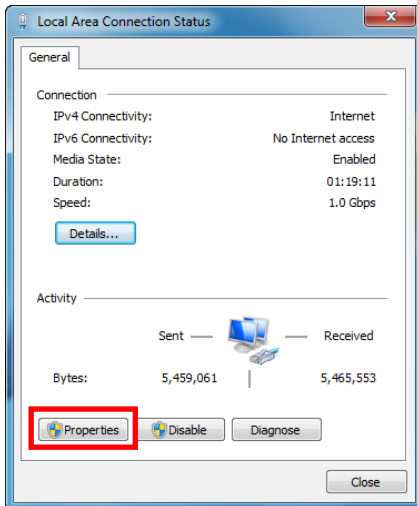 Local Area Connection Status
General
Connection
IPv4 Connectivity: Internet
IPv6 Connectivity: No Internet access
Media State: Enabled
Duration: 01:19:11
Speed: 1.0 Gbps
Details...
Activity
Sent — — Received
Bytes: 5,459,061 5,465,553
Properties Disable Diagnose
Close